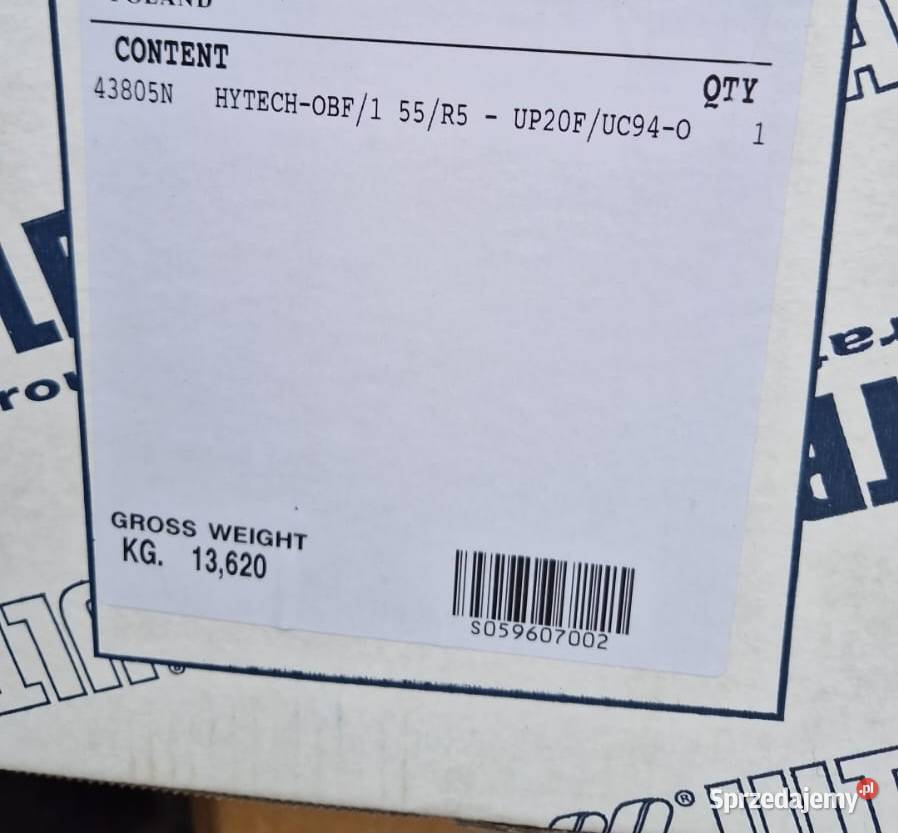 POLAND
CONTENT QTY
43805N HYTECH-OBF/1 55/R5 - UP20F/UC94-O 1
GROSS WEIGHT
KG. 13,620
S059607002
®
®
Sprzedajemy.pl